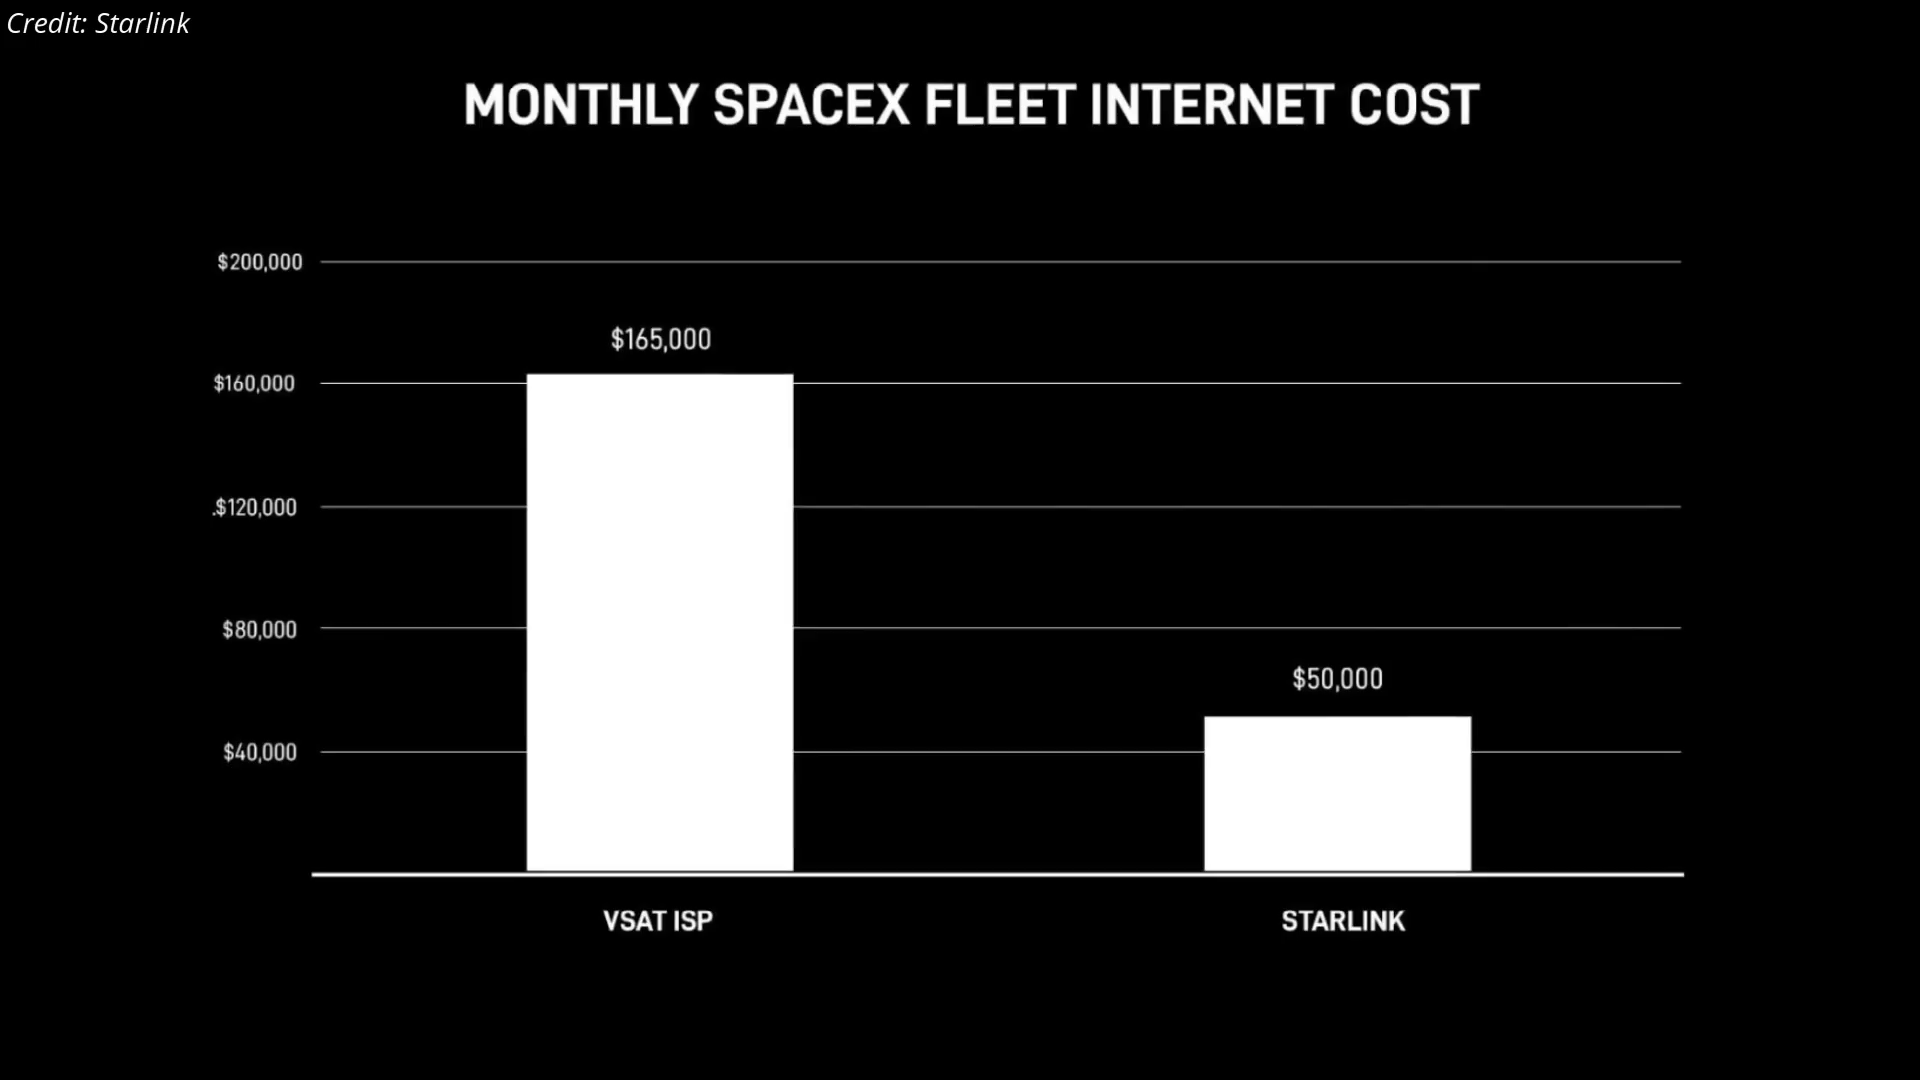 Credit: Starlink
MONTHLY SPACEX FLEET INTERNET COST
$200,000
$165,000
$160,000
.$120,000
$80,000
$50,000
$40,000
VSAT ISP
STARLINK